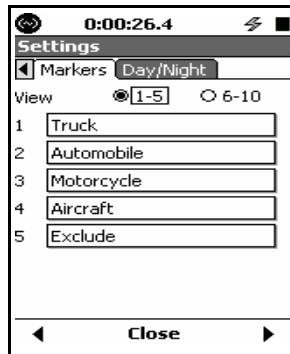 0:00:26.4
Settings
Markers Day/Night
View 1-5 6-10
1 Truck
2 Automobile
3 Motorcycle
4 Aircraft
5 Exclude
Close